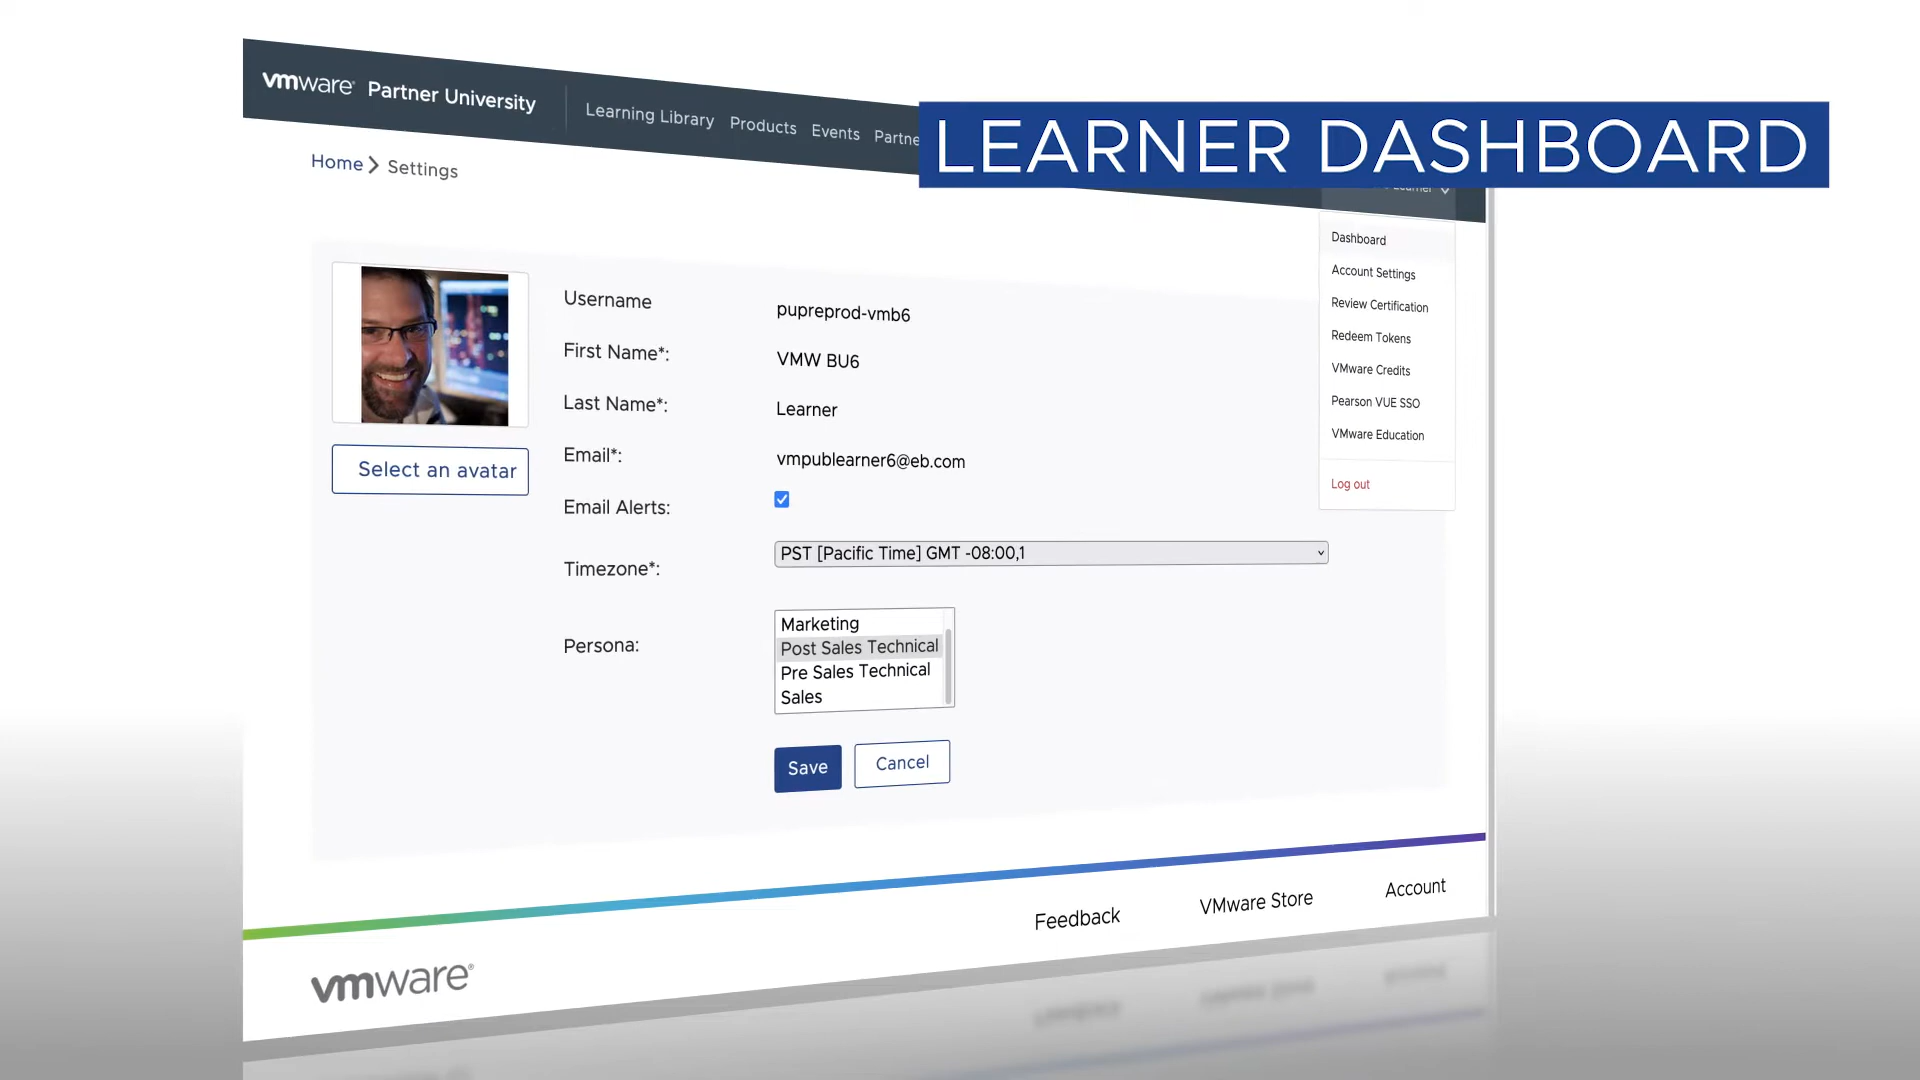 vmware® Partner University
Learning Library Products Events
LEARNER DASHBOARD
Home > Settings
Dashboard
Account Settings
Review Certification
Redeem Tokens
VMware Credits
Pearson VUE SSO
VMware Education
Log out
Select an avatar
Username pupreprod-vmb6
First Name*: VMW BU6
Last Name*: Learner
Email*: vmpublearner6@eb.com
Email Alerts:
Timezone*: PST [Pacific Time] GMT -08:00,1
Persona:
Marketing
Post Sales Technical
Pre Sales Technical
Sales
Save Cancel
Feedback VMware Store Account
vmware®